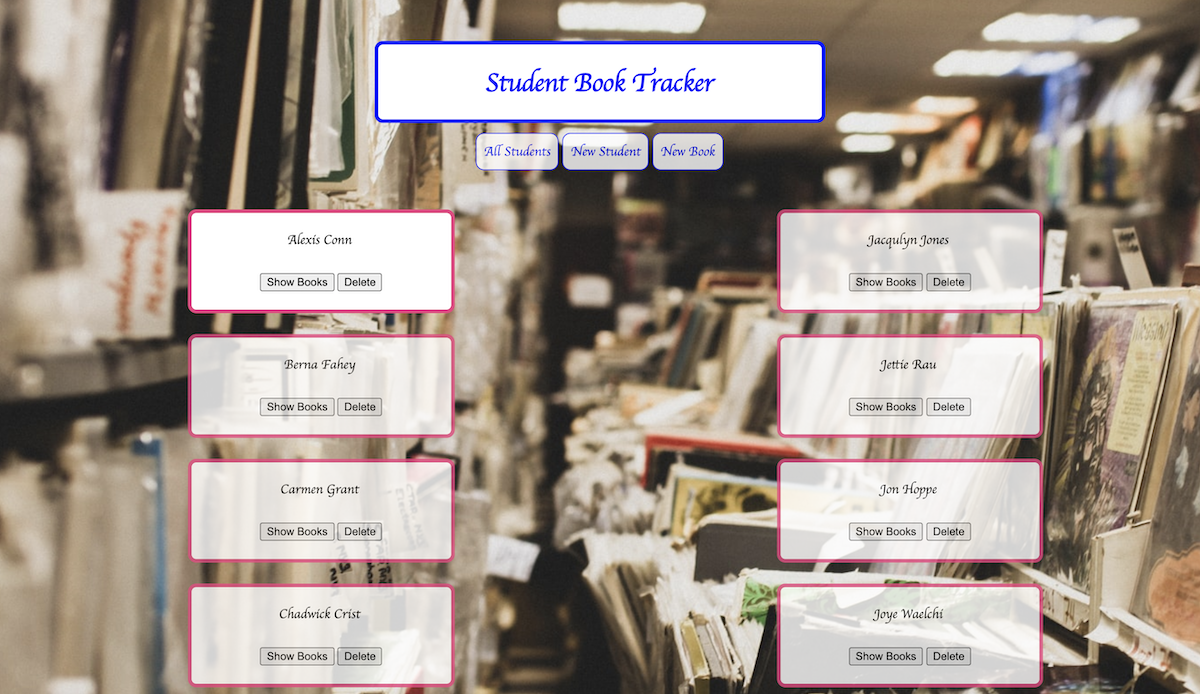 Student Book Tracker
All Students New Student New Book
Alexis Conn
Show Books Delete
Jacqulyn Jones
Show Books Delete
Berna Fahey
Show Books Delete
Jettie Rau
Show Books Delete
Carmen Grant
Show Books Delete
Jon Hoppe
Show Books Delete
Chadwick Crist
Show Books Delete
Joye Waelchi
Show Books Delete